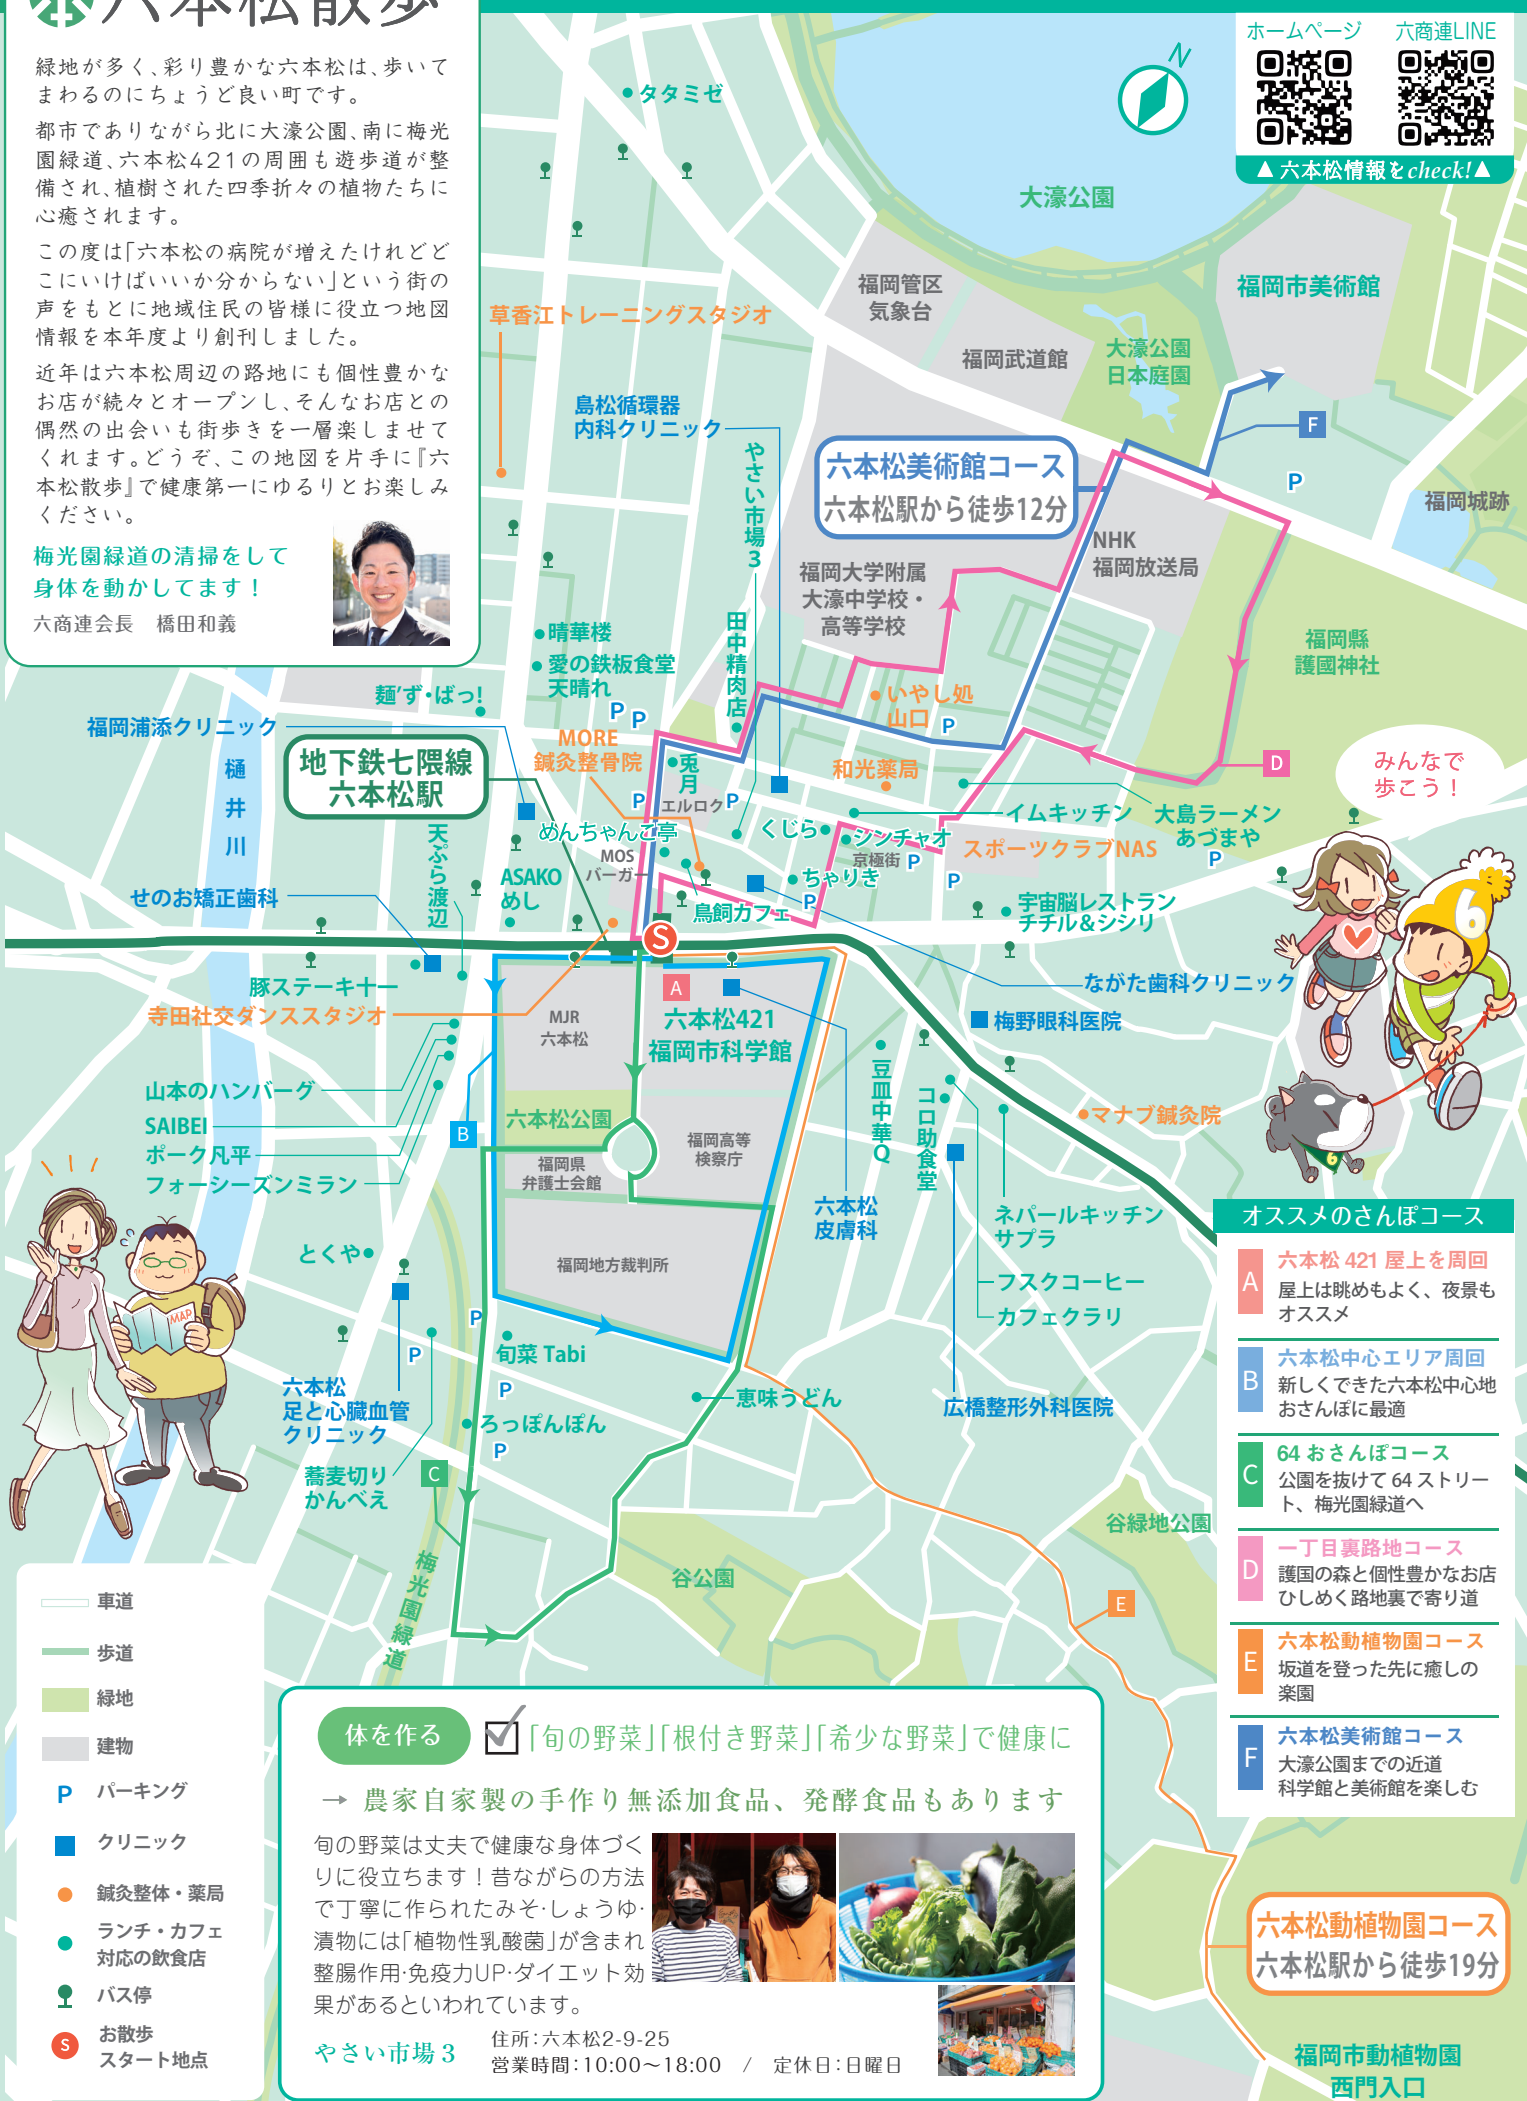 六本松散歩
緑地が多く、彩り豊かな六本松は、歩いて
まわるのにちょうど良い町です。
都市でありながら北に大濠公園、南に梅光
園緑道、六本松421の周囲も遊歩道が整
備され、植樹された四季折々の植物たちに
心癒されます。
この度は「六本松の病院が増えたけれどど
こにいけばいいか分からない」という街の
声をもとに地域住民の皆様に役立つ地図
情報を本年度より創刊しました。
近年は六本松周辺の路地にも個性豊かな
お店が続々とオープンし、そんなお店との
偶然の出会いも街歩きを一層楽しませて
くれます。どうぞ、この地図を片手に『六
本松散歩』で健康第一にゆるりとお楽しみ
ください。
梅光園緑道の清掃をして
身体を動かしてます！
六商連会長　橋田和義
ホームページ
六商連LINE
▲六本松情報をcheck!▲
N
タタミゼ
大濠公園
福岡管区
気象台
福岡市美術館
草香江トレーニングスタジオ
福岡武道館
大濠公園
日本庭園
島松循環器
内科クリニック
F
やさい市場3
六本松美術館コース
六本松駅から徒歩12分
P
福岡城跡
NHK
福岡放送局
福岡大学附属
大濠中学校・
高等学校
晴華楼
田中精肉店
福岡縣
護國神社
愛の鉄板食堂
天晴れ
麺’ず・ばっ!
P
P
いやし処
山口
P
福岡浦添クリニック
MORE
鍼灸整骨院
樋井川
地下鉄七隈線
六本松駅
兎月
和光薬局
D
みんなで
歩こう！
P
エルロク
P
イムキッチン
大島ラーメン
あづまや
P
天ぷら渡辺
めんちゃんこ亭
くじら
シンチャオ
京極街
P
スポーツクラブNAS
MOS
バーガー
ASAKO
めし
ちゃりき
P
P
せのお矯正歯科
鳥飼カフェ
宇宙脳レストラン
チチル＆シシリ
S
6
豚ステーキ十一
ながた歯科クリニック
寺田社交ダンススタジオ
A
MJR
六本松
六本松421
福岡市科学館
梅野眼科医院
豆皿中華Q
コロ助食堂
山本のハンバーグ
SAIBEI
ポーク凡平
フォーシーズンミラン
B
六本松公園
福岡高等
検察庁
マナブ鍼灸院
福岡県
弁護士会館
6
六本松
皮膚科
ネパールキッチン
サプラ
福岡地方裁判所
とくや
フスクコーヒー
カフェクラリ
MAP
P
P
旬菜 Tabi
P
六本松
足と心臓血管
クリニック
恵味うどん
広橋整形外科医院
ろっぽんぽん
P
蕎麦切り
かんべえ
C
梅光園緑道
谷緑地公園
谷公園
E
オススメのさんぽコース
A
六本松 421 屋上を周回
屋上は眺めもよく、夜景も
オススメ
B
六本松中心エリア周回
新しくできた六本松中心地
おさんぽに最適
C
64 おさんぽコース
公園を抜けて 64 ストリー
ト、梅光園緑道へ
D
一丁目裏路地コース
護国の森と個性豊かなお店
ひしめく路地裏で寄り道
E
六本松動植物園コース
坂道を登った先に癒しの
楽園
F
六本松美術館コース
大濠公園までの近道
科学館と美術館を楽しむ
車道
歩道
緑地
建物
P パーキング
クリニック
鍼灸整体・薬局
ランチ・カフェ
対応の飲食店
バス停
S
お散歩
スタート地点
体を作る
「旬の野菜」「根付き野菜」「希少な野菜」で健康に
→ 農家自家製の手作り無添加食品、発酵食品もあります
旬の野菜は丈夫で健康な身体づく
りに役立ちます！昔ながらの方法
で丁寧に作られたみそ・しょうゆ・
漬物には「植物性乳酸菌」が含まれ
整腸作用・免疫力UP・ダイエット効
果があるといわれています。
やさい市場３
住所：六本松2-9-25
営業時間：10:00～18:00　/　定休日：日曜日
六本松動植物園コース
六本松駅から徒歩19分
福岡市動植物園
西門入口